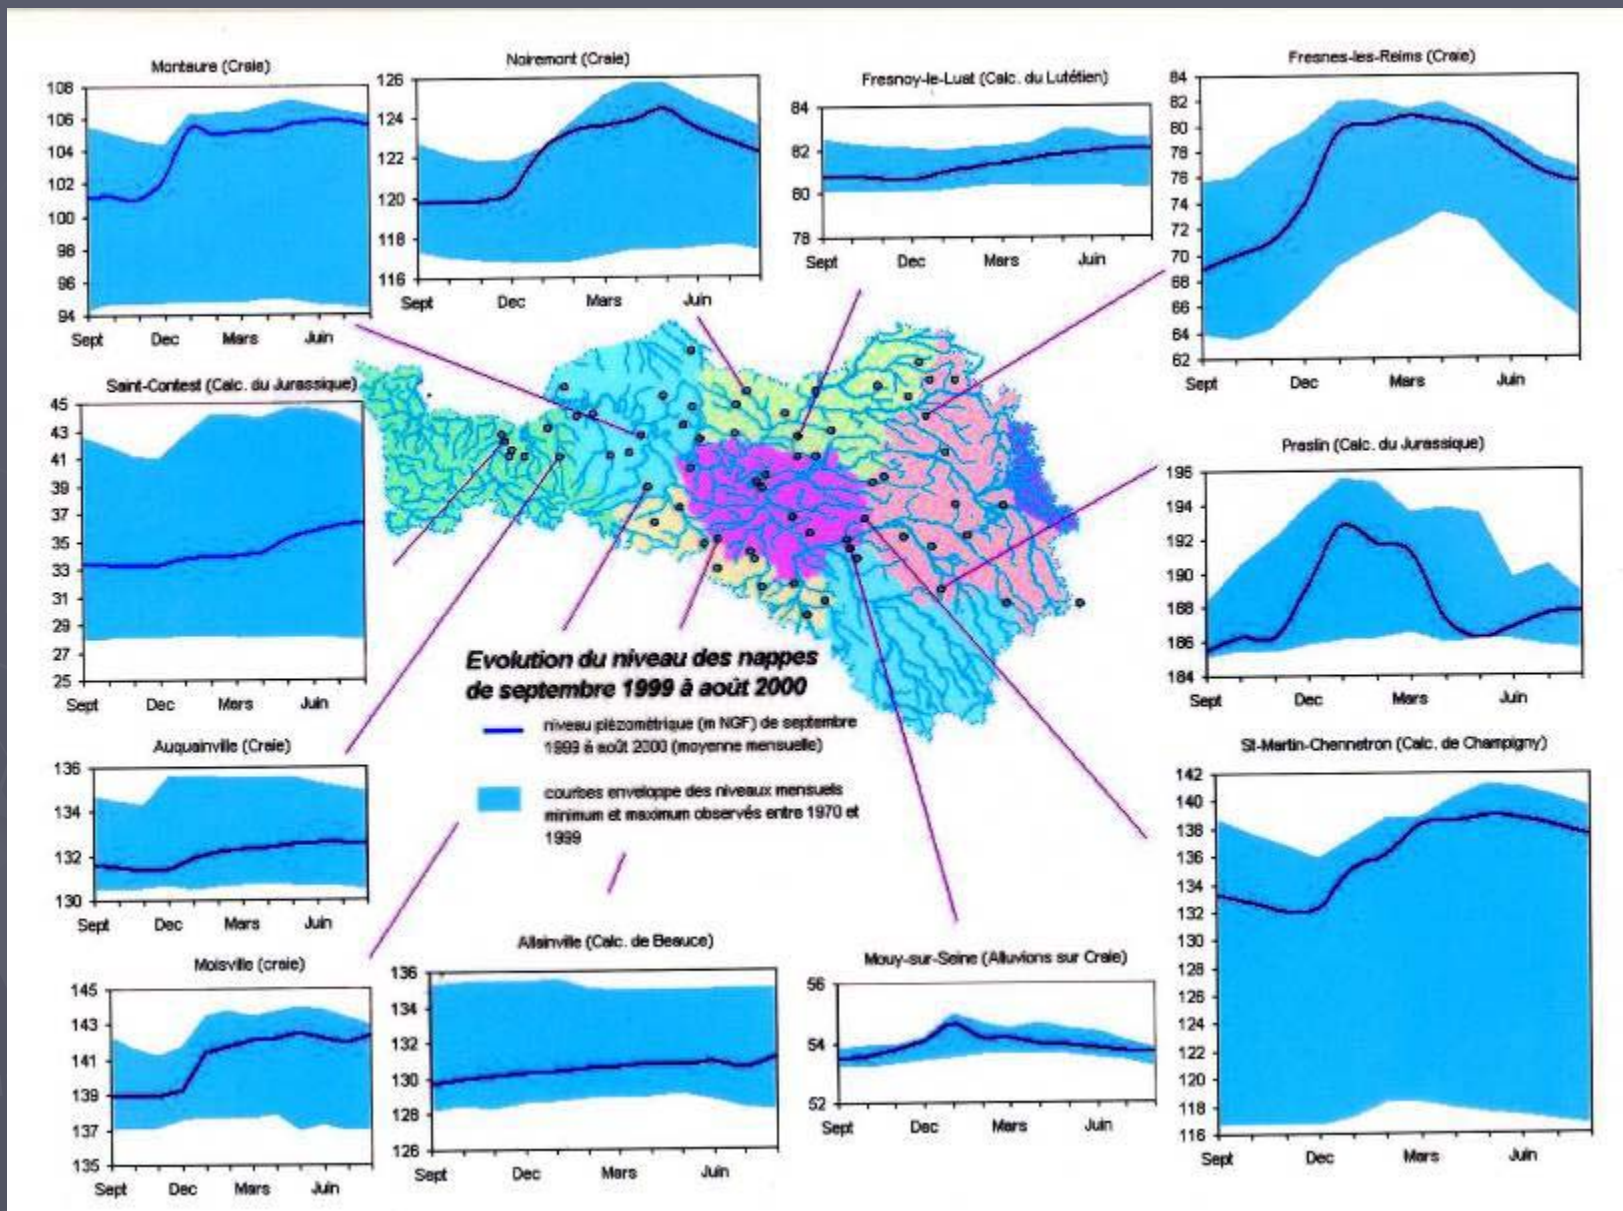 Montaure (Craie)
108
106
104
102
100
98
96
94
Sept Dec Mars Juin
Noiremont (Craie)
126
124
122
120
118
116
Sept Dec Mars Juin
Fresnoy-le-Luat (Calc. du Lutétien)
84
82
80
78
Sept Dec Mars Juin
Fresnes-les-Reims (Craie)
84
82
80
78
76
74
72
70
68
66
64
62
Sept Dec Mars Juin
Saint-Contest (Calc. du Jurassique)
45
43
41
39
37
35
33
31
29
27
25
Sept Dec Mars Juin
Praslin (Calc. du Jurassique)
196
194
192
190
188
186
184
Sept Dec Mars Juin
Evolution du niveau des nappes
de septembre 1999 à août 2000
niveau piézométrique (m NGF) de septembre
1999 à août 2000 (moyenne mensuelle)
courbes enveloppe des niveaux mensuels
minimum et maximum observés entre 1970 et
1999
Auquainville (Craie)
136
134
132
130
Sept Dec Mars Juin
St-Martin-Chennetron (Calc. de Champigny)
142
140
138
136
134
132
130
128
126
124
122
120
118
116
Sept Dec Mars Juin
Moisville (craie)
145
143
141
139
137
135
Sept Dec Mars Juin
Allainville (Calc. de Beauce)
136
134
132
130
128
126
Sept Dec Mars Juin
Mouy-sur-Seine (Alluvions sur Craie)
56
54
52
Sept Dec Mars Juin